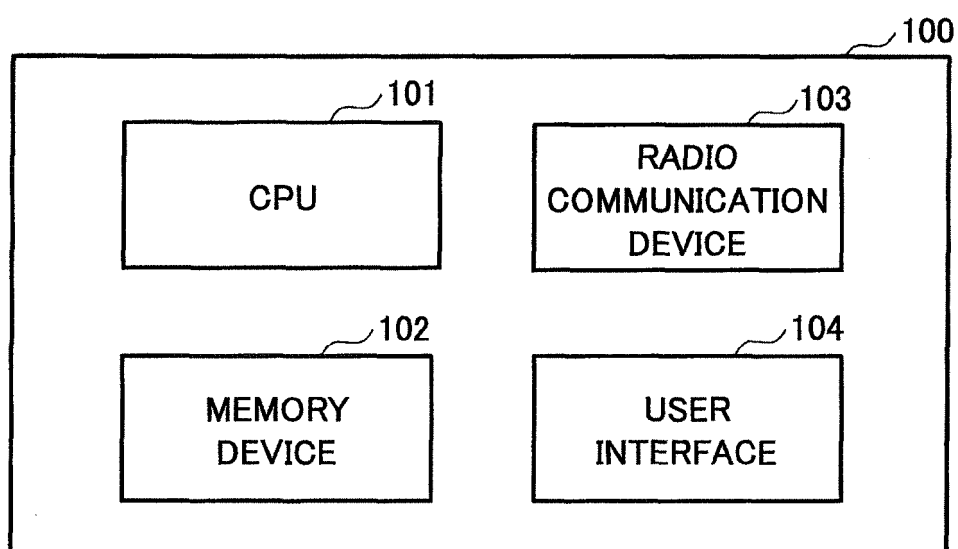 100
101
CPU
103
RADIO
COMMUNICATION
DEVICE
102
MEMORY
DEVICE
104
USER
INTERFACE